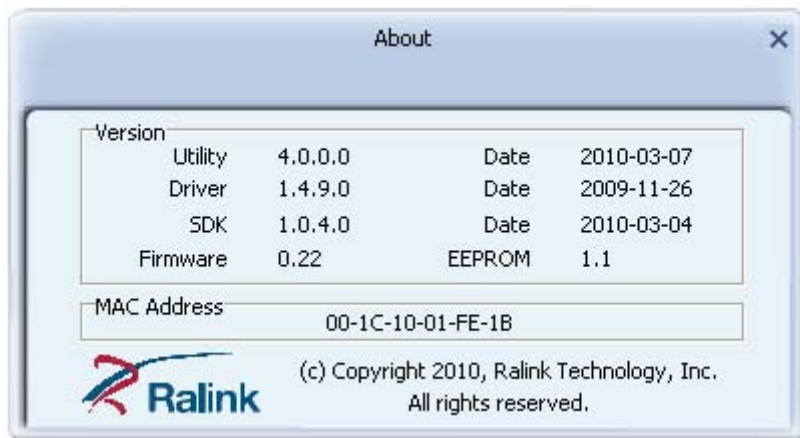 About
Version
Utility 4.0.0.0 Date 2010-03-07
Driver 1.4.9.0 Date 2009-11-26
SDK 1.0.4.0 Date 2010-03-04
Firmware 0.22 EEPROM 1.1
MAC Address
00-1C-10-01-FE-1B
Ralink
(c) Copyright 2010, Ralink Technology, Inc.
All rights reserved.